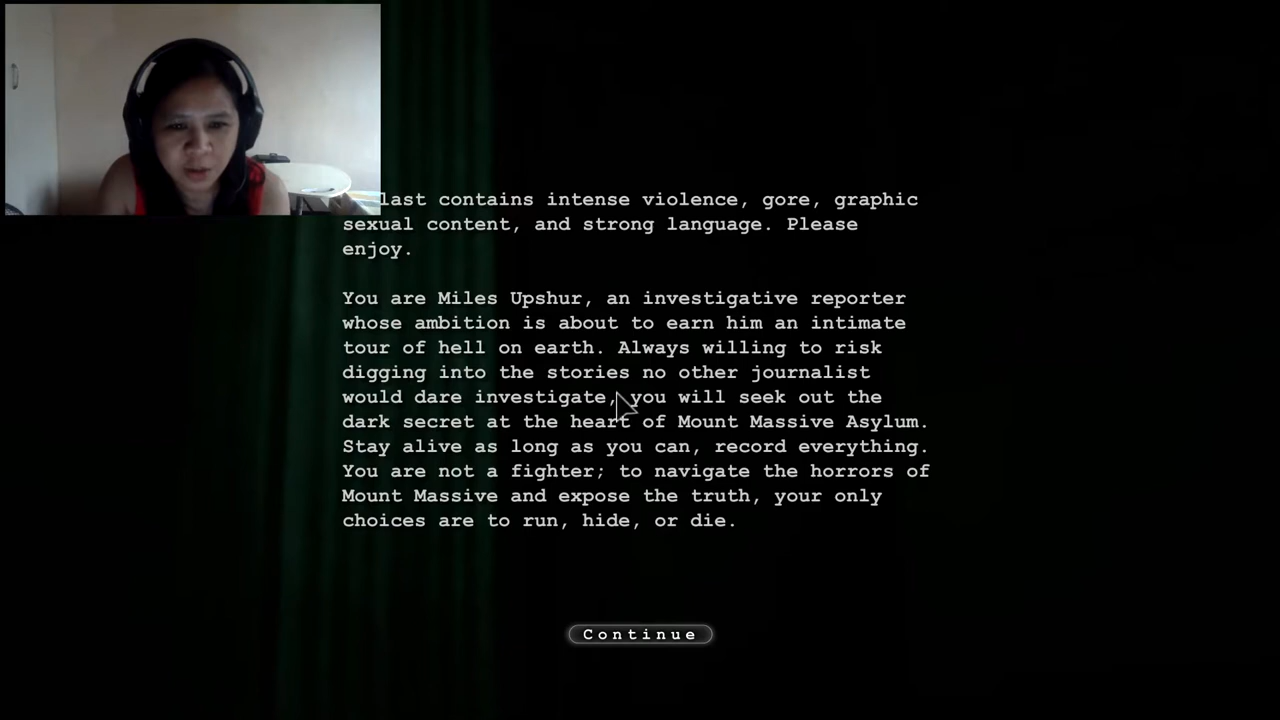 last contains intense violence, gore, graphic
sexual content, and strong language. Please
enjoy.
You are Miles Upshur, an investigative reporter
whose ambition is about to earn him an intimate
tour of hell on earth. Always willing to risk
digging into the stories no other journalist
would dare investigate, you will seek out the
dark secret at the heart of Mount Massive Asylum.
Stay alive as long as you can, record everything.
You are not a fighter; to navigate the horrors of
Mount Massive and expose the truth, your only
choices are to run, hide, or die.
Continue